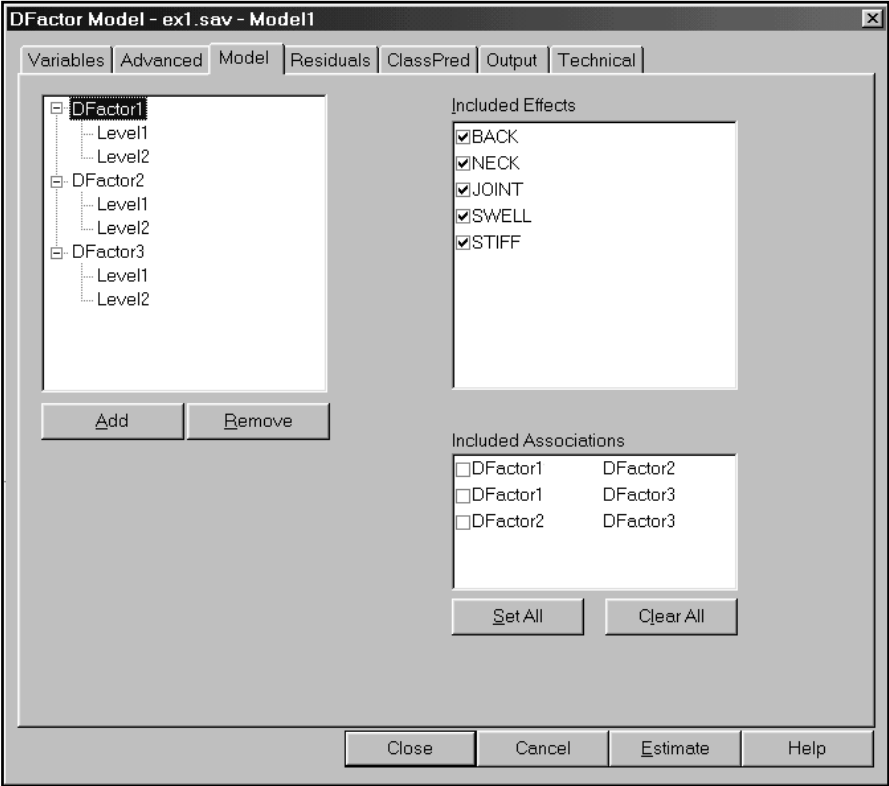 DFactor Model - ex1.sav - Model1
Variables Advanced Model Residuals ClassPred Output Technical
DFactor1
Level1
Level2
DFactor2
Level1
Level2
DFactor3
Level1
Level2
Add Remove
Included Effects
BACK
NECK
JOINT
SWELL
STIFF
Included Associations
DFactor1 DFactor2
DFactor1 DFactor3
DFactor2 DFactor3
Set All Clear All
Close Cancel Estimate Help